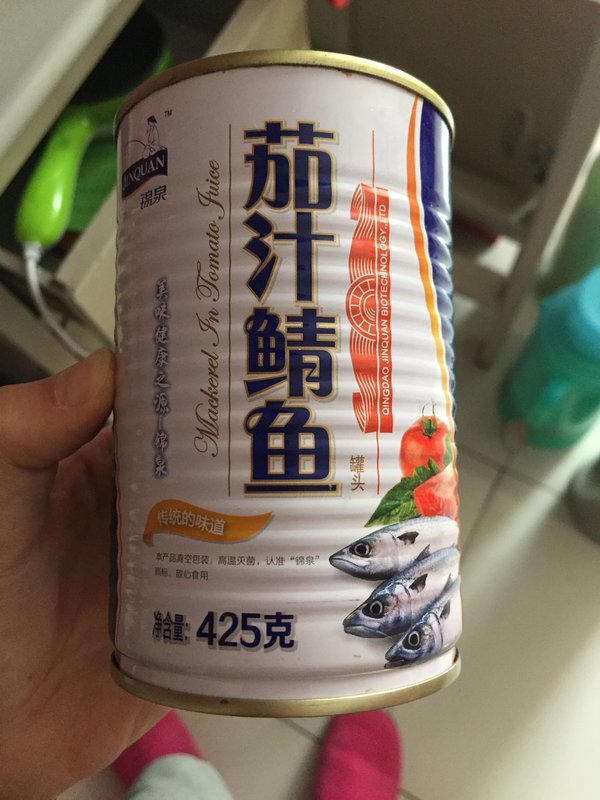 TM
JINQUAN
锦泉
茄汁鲭鱼
罐头
Mackerel In Tomato Juice
QINGDAO JINQUAN BIOTECHNOLOGY.,LTD
美味健康之源—锦泉
传统的味道
本产品真空包装，高温灭菌，认准“锦泉”
商标，放心食用
净含量: 425克